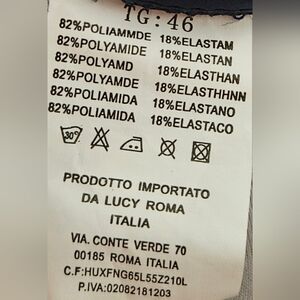 TG:46
82%POLIAMMDE 18%ELASTAM
82%POLYAMIDE 18%ELASTAN
82%POLYAMD 18%ELASTHAN
82%POLYAMDE 18%ELASTHHNN
82%POLIAMIDA 18%ELASTANO
82%POLIAMIDA 18%ELASTACO
30°
PRODOTTO IMPORTATO
DA LUCY ROMA
ITALIA
VIA. CONTE VERDE 70
00185 ROMA ITALIA
C.F:HUXFNG65L55Z210L
P.IVA:02082181203